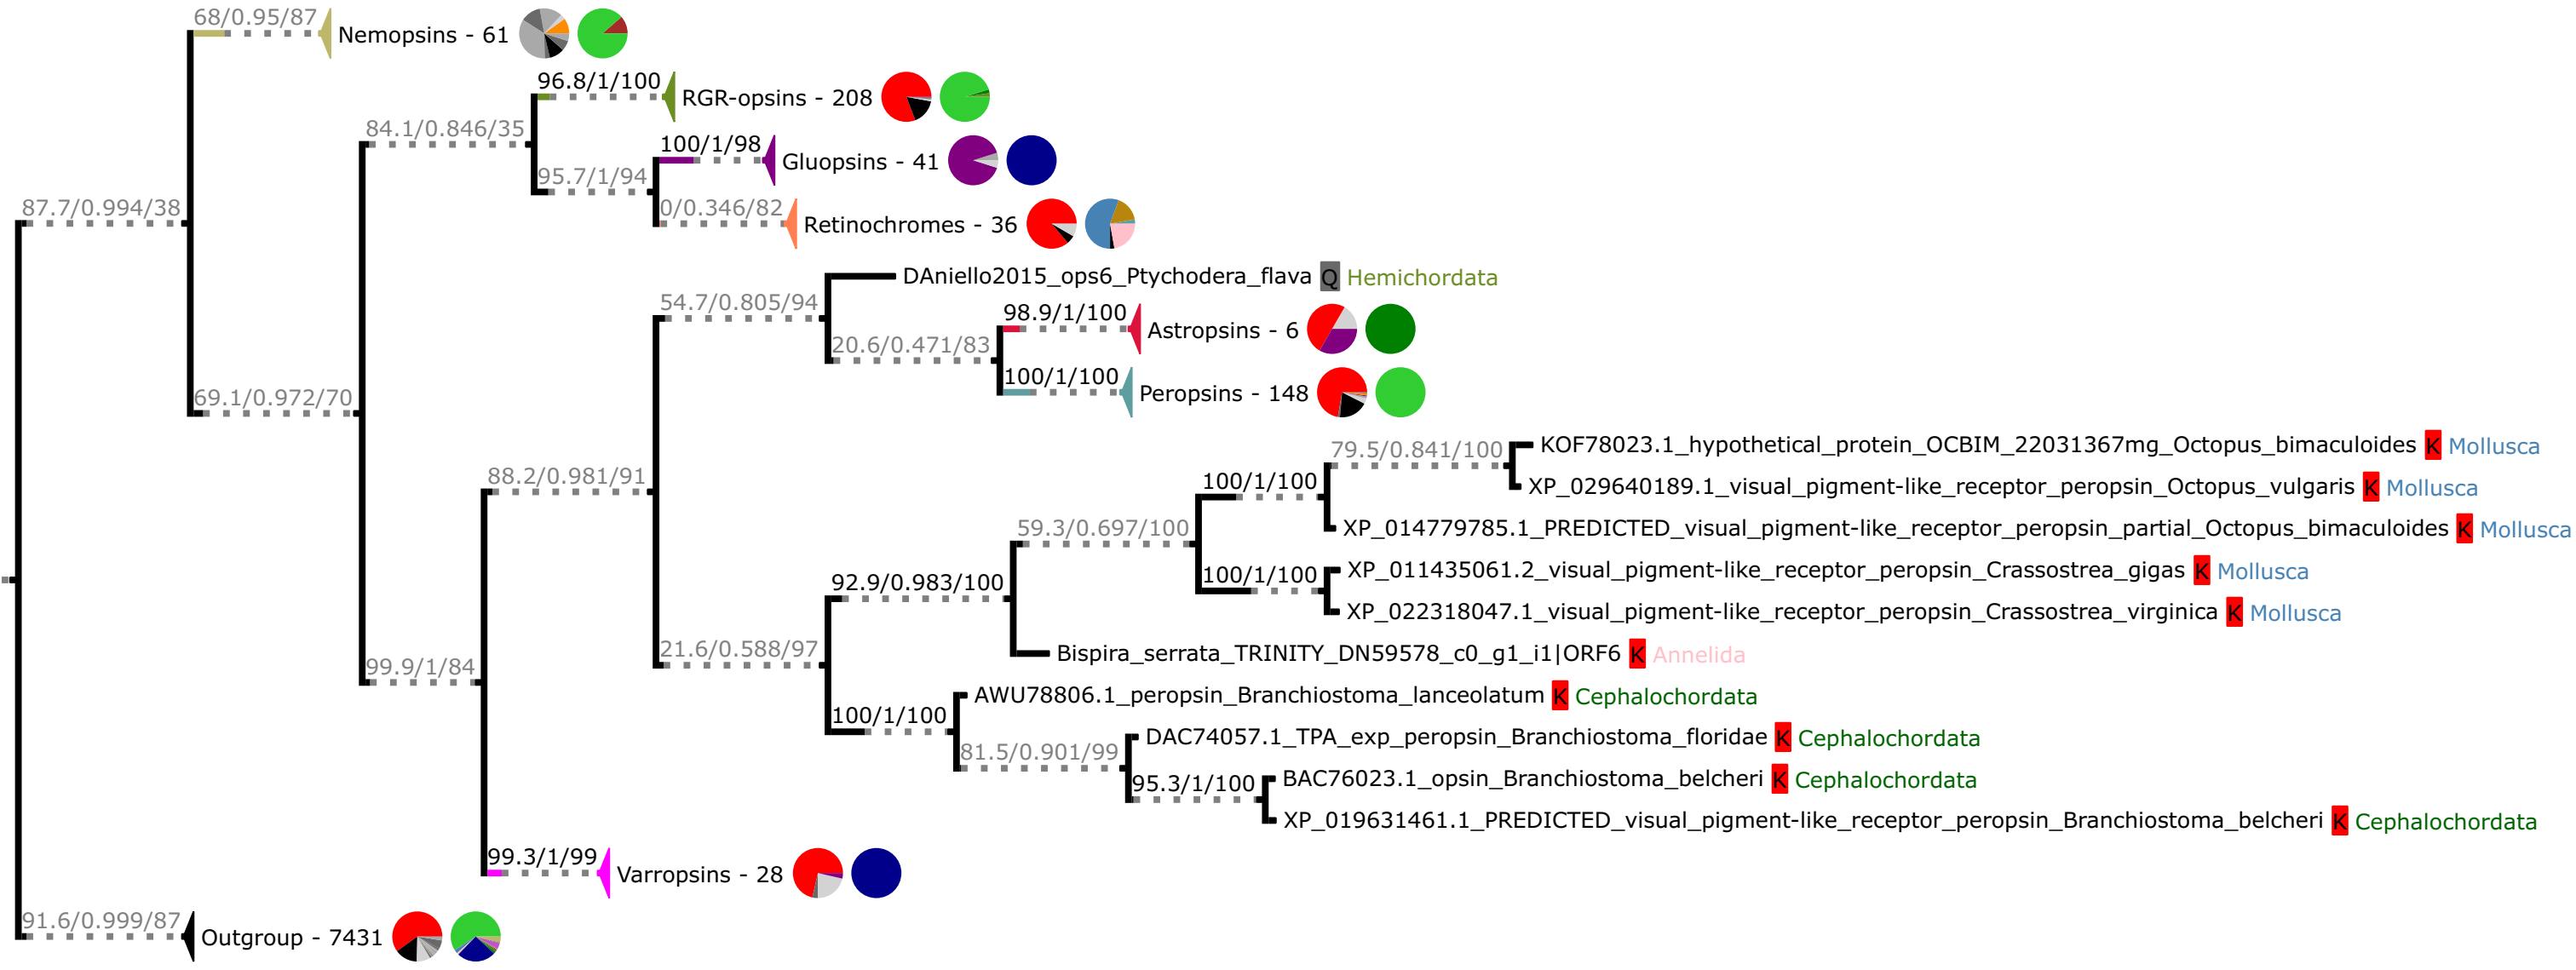 68/0.95/87
Nemopsins - 61
96.8/1/100
RGR-opsins - 208
84.1/0.846/35
100/1/98
Gluopsins - 41
95.7/1/94
87.7/0.994/38
0/0.346/82
Retinochromes - 36
DAniello2015_ops6_Ptychodera_flava Q Hemichordata
54.7/0.805/94
98.9/1/100
Astropsins - 6
20.6/0.471/83
100/1/100
Peropsins - 148
69.1/0.972/70
KOF78023.1_hypothetical_protein_OCBIM_22031367mg_Octopus_bimaculoides K Mollusca
79.5/0.841/100
88.2/0.981/91
100/1/100
XP_029640189.1_visual_pigment-like_receptor_peropsin_Octopus_vulgaris K Mollusca
59.3/0.697/100
XP_014779785.1_PREDICTED_visual_pigment-like_receptor_peropsin_partial_Octopus_bimaculoides K Mollusca
92.9/0.983/100
100/1/100
XP_011435061.2_visual_pigment-like_receptor_peropsin_Crassostrea_gigas K Mollusca
XP_022318047.1_visual_pigment-like_receptor_peropsin_Crassostrea_virginica K Mollusca
21.6/0.588/97
Bispira_serrata_TRINITY_DN59578_c0_g1_i1|ORF6 K Annelida
99.9/1/84
AWU78806.1_peropsin_Branchiostoma_lanceolatum K Cephalochordata
100/1/100
DAC74057.1_TPA_exp_peropsin_Branchiostoma_floridae K Cephalochordata
81.5/0.901/99
BAC76023.1_opsin_Branchiostoma_belcheri K Cephalochordata
95.3/1/100
XP_019631461.1_PREDICTED_visual_pigment-like_receptor_peropsin_Branchiostoma_belcheri K Cephalochordata
99.3/1/99
Varropsins - 28
91.6/0.999/87
Outgroup - 7431